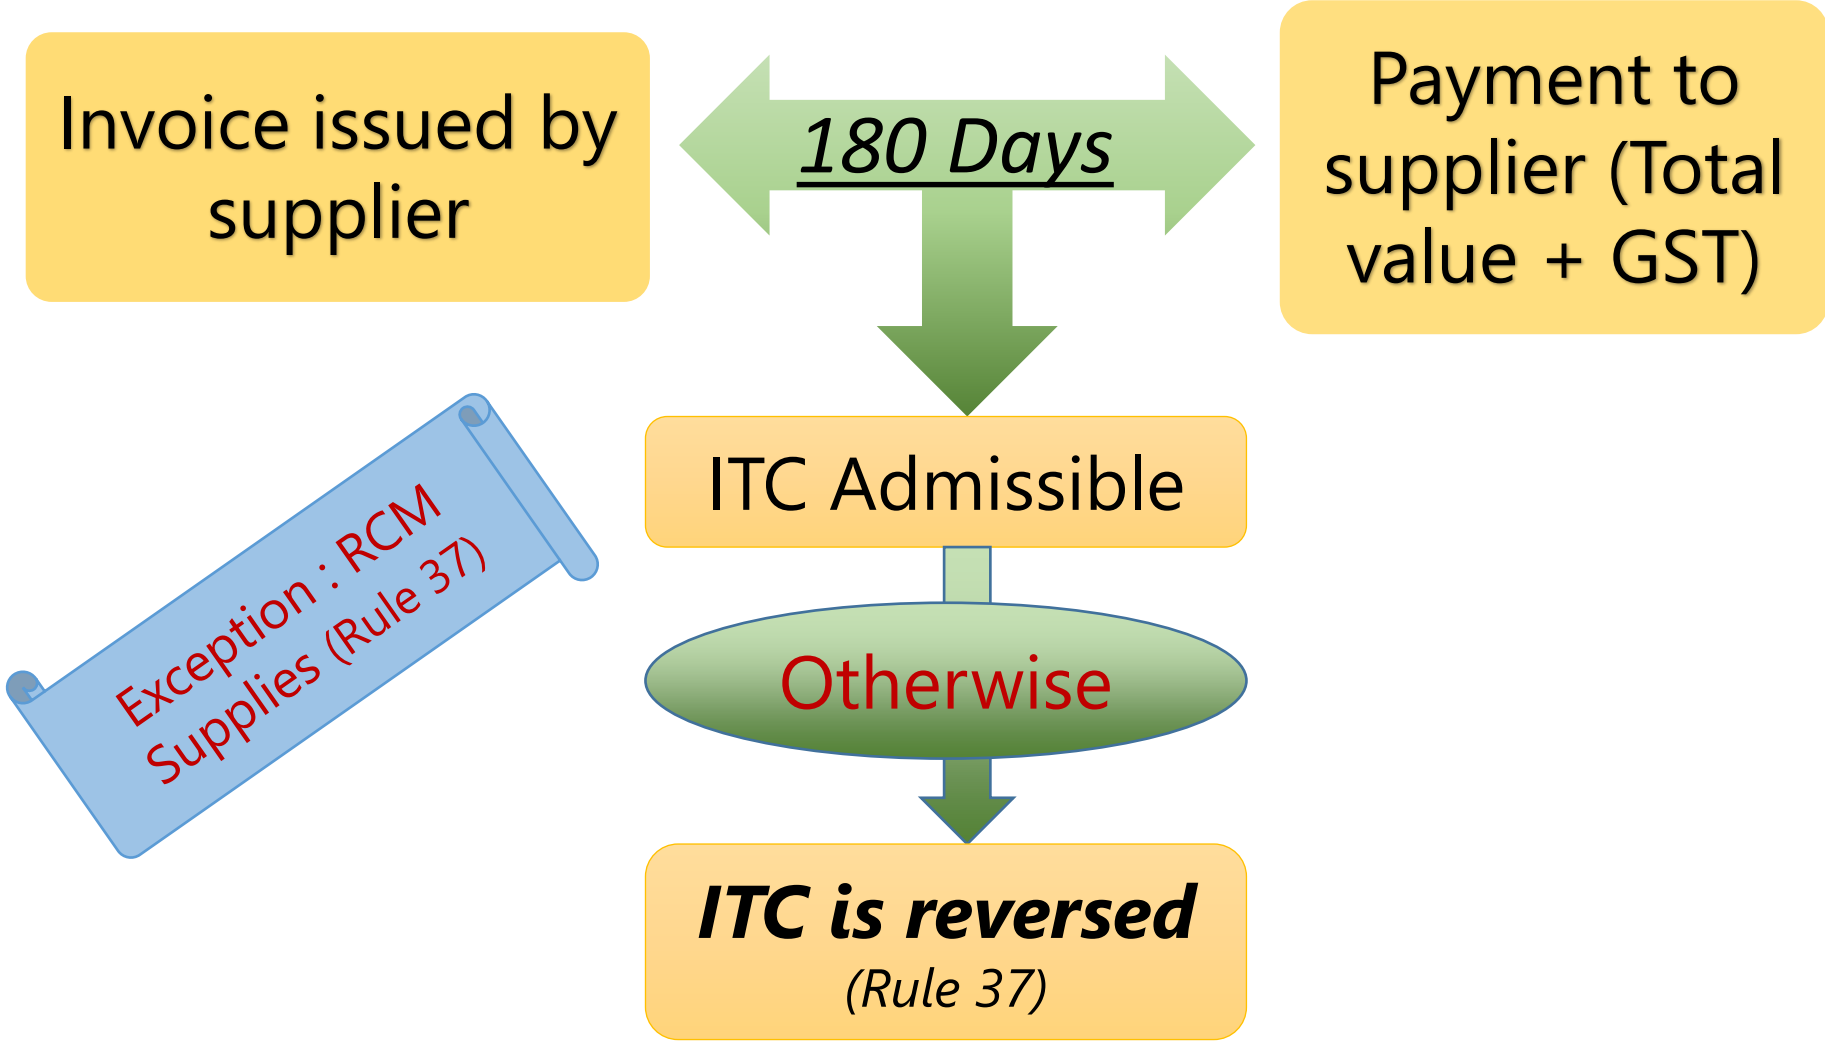 Invoice issued by
supplier
180 Days
Payment to
supplier (Total
value + GST)
ITC Admissible
Exception : RCM
Supplies (Rule 37)
Otherwise
ITC is reversed
(Rule 37)